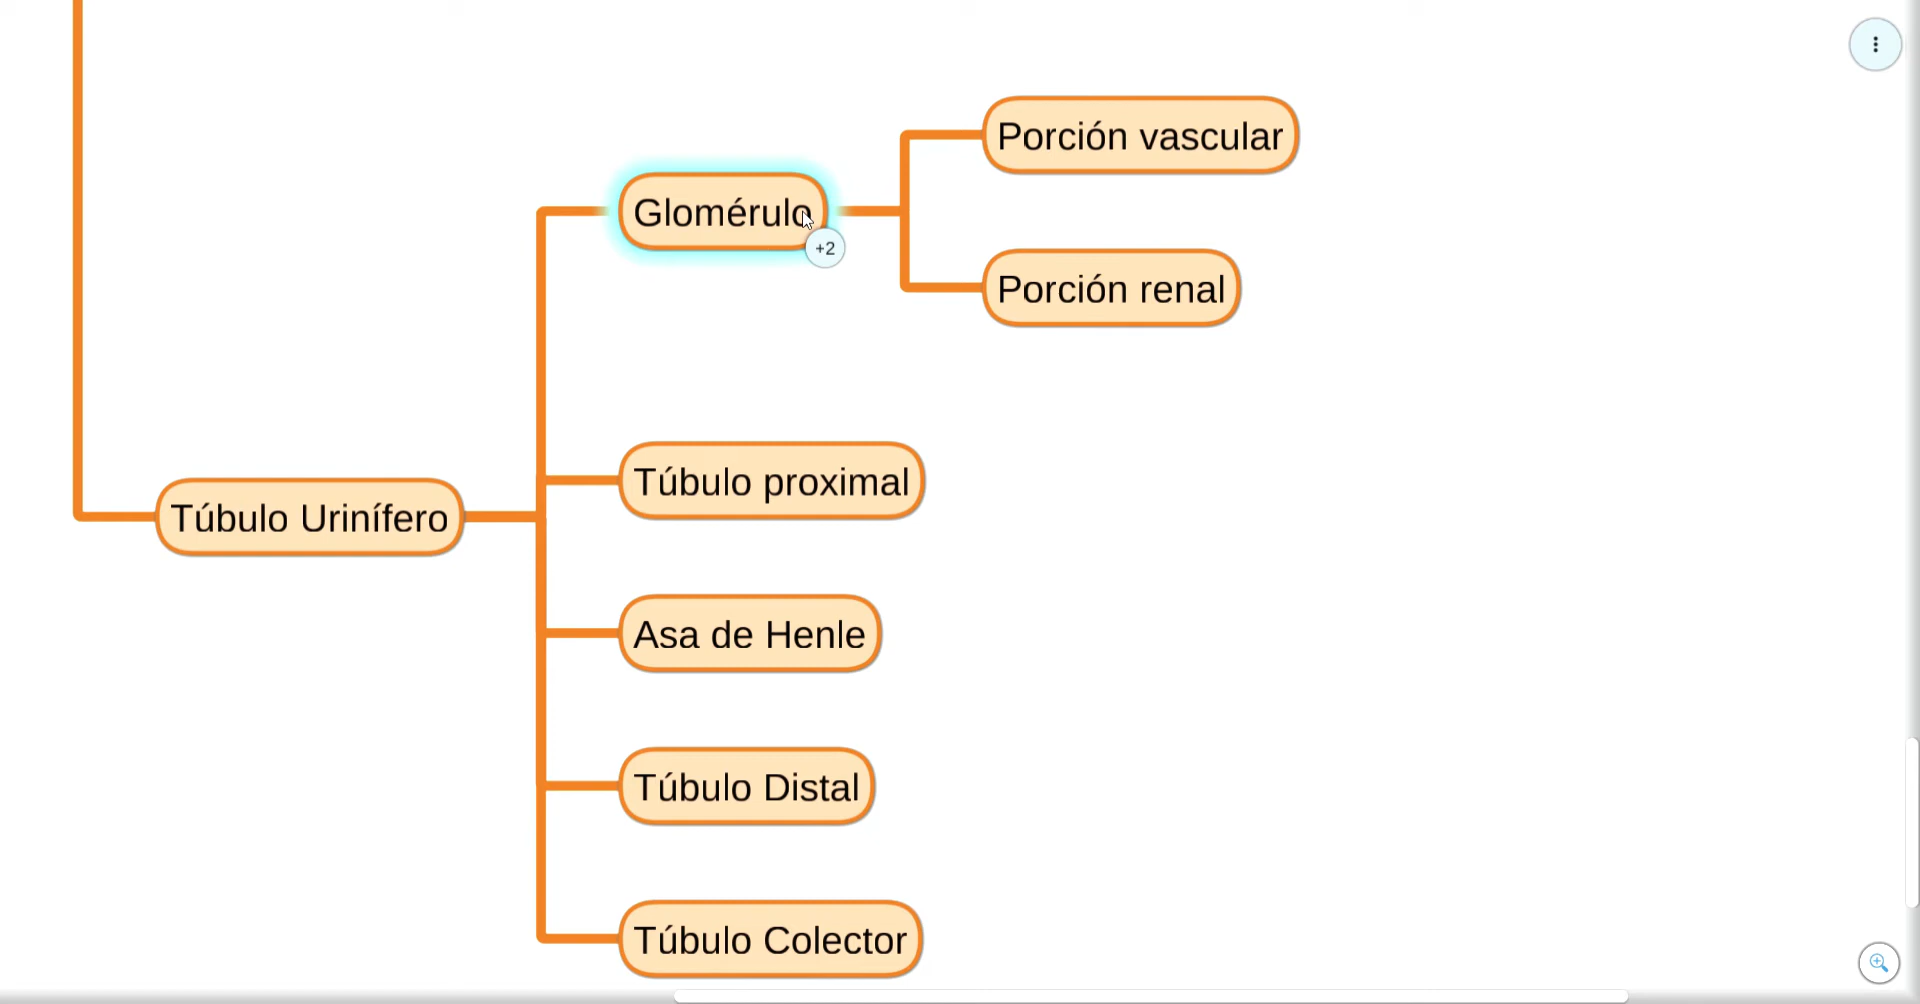 Porción vascular
Glomérulo
+2
Porción renal
Túbulo proximal
Túbulo Urinífero
Asa de Henle
Túbulo Distal
Túbulo Colector